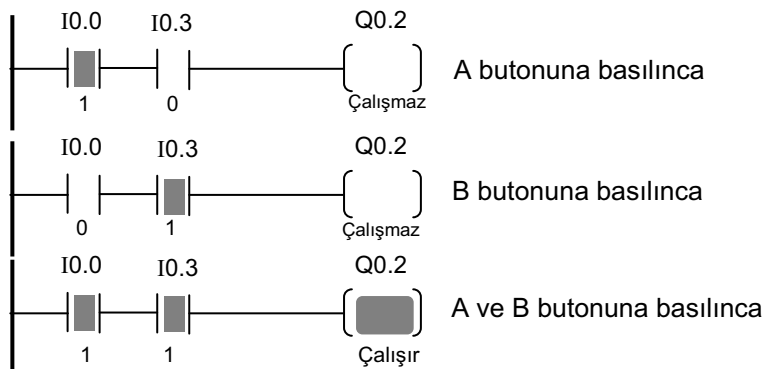 I0.0 I0.3 Q0.2
A butonuna basılınca
1 0 Çalışmaz
I0.0 I0.3 Q0.2
B butonuna basılınca
0 1 Çalışmaz
I0.0 I0.3 Q0.2
A ve B butonuna basılınca
1 1 Çalışır